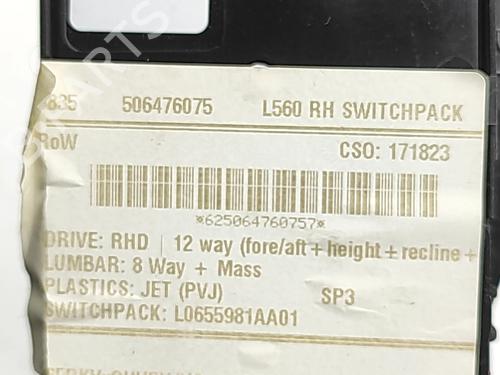 835 506476075 L560 RH SWITCHPACK
RoW CSO: 171823
*625064760757*
DRIVE: RHD | 12 way (fore/aft + height ± recline +
LUMBAR: 8 Way + Mass
PLASTICS: JET (PVJ) SP3
SWITCHPACK: L0655981AA01